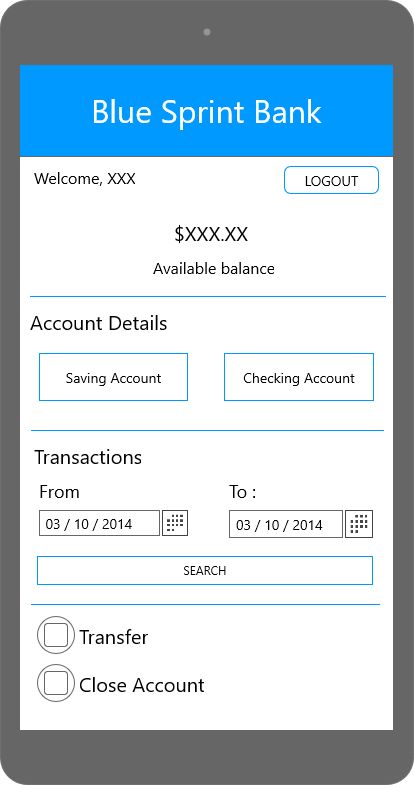 Blue Sprint Bank
Welcome, XXX
LOGOUT
$XXX.XX
Available balance
Account Details
Saving Account
Checking Account
Transactions
From
To :
03 / 10 / 2014
03 / 10 / 2014
SEARCH
Transfer
Close Account